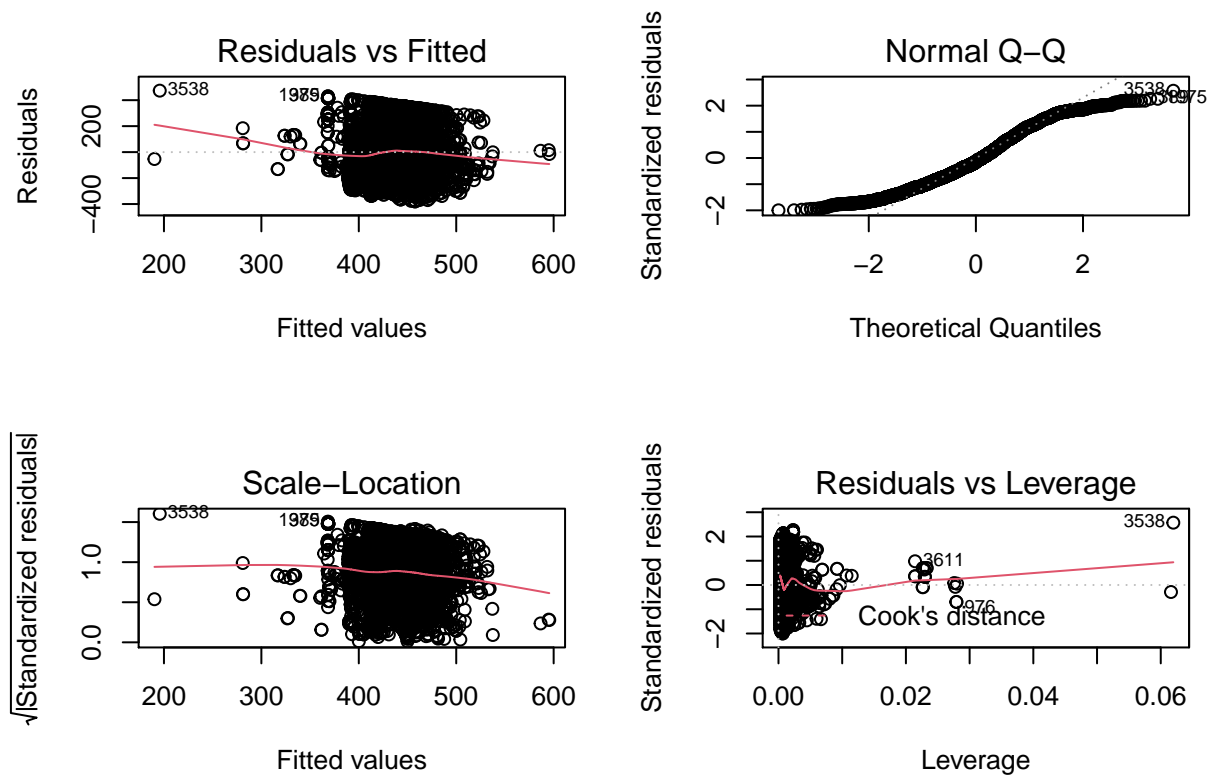 Residuals vs Fitted
Residuals
−400
200
3538
200
300
400
500
600
Fitted values
Normal Q−Q
Standardized residuals
−2
0
2
3538
−2
0
2
Theoretical Quantiles
Scale−Location
√|Standardized residuals|
0.0
1.0
3538
200
300
400
500
600
Fitted values
Residuals vs Leverage
Standardized residuals
−2
0
1
2
3538
3611
Cook's distance
0.00
0.02
0.04
0.06
Leverage